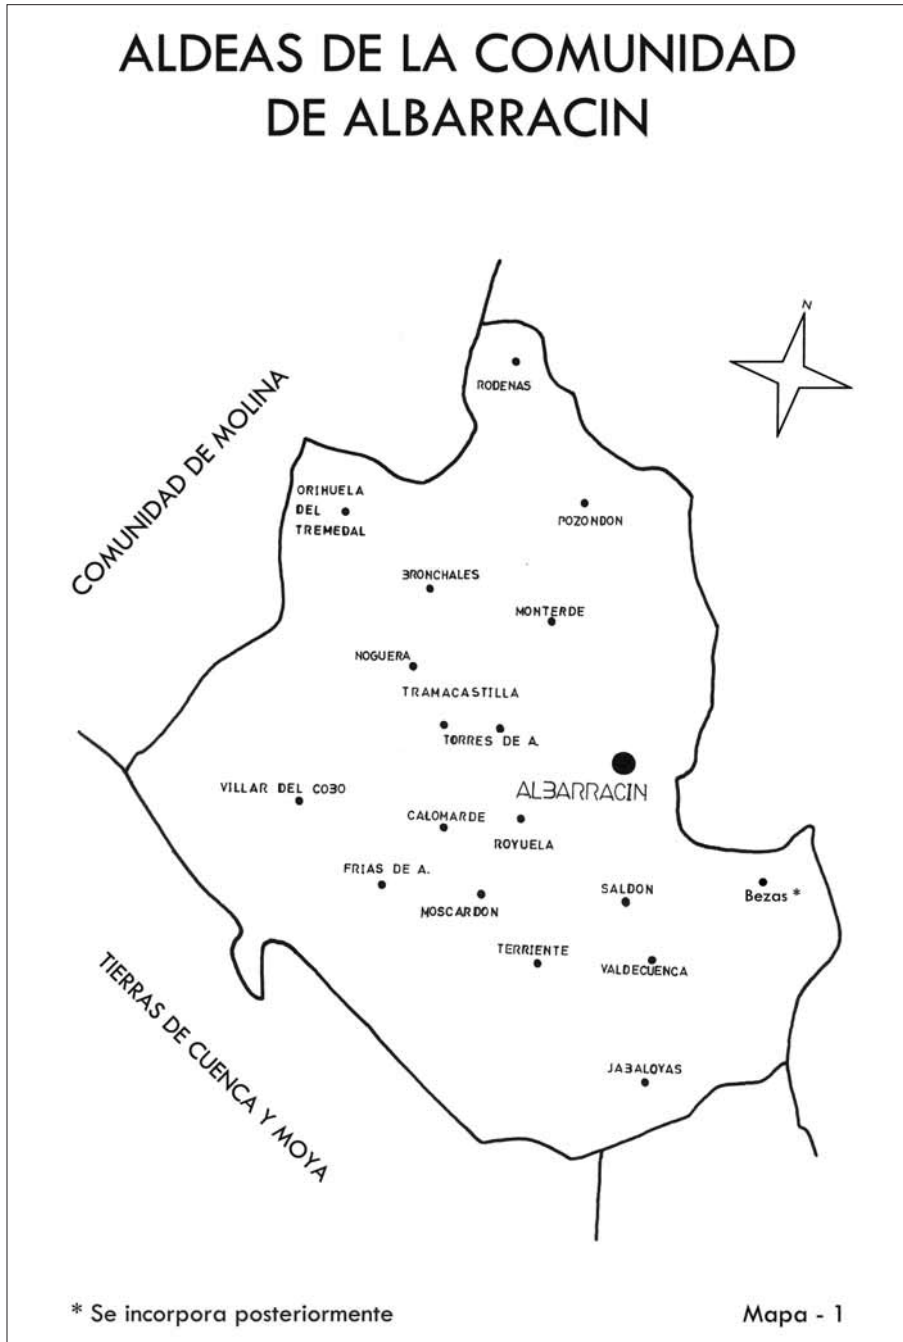 ALDEAS DE LA COMUNIDAD
DE ALBARRACIN
N
RODENAS
COMUNIDAD DE MOLINA
ORIHUELA
DEL
TREMEDAL
POZONDON
BRONCHALES
MONTERDE
NOGUERA
TRAMACASTILLA
TORRES DE A.
VILLAR DEL COBO
ALBARRACIN
CALOMARDE
ROYUELA
FRIAS DE A.
SALDON
Bezas *
MOSCARDON
TERRIENTE
VALDECUENCA
TIERRAS DE CUENCA Y MOYA
JABALOYAS
* Se incorpora posteriormente
Mapa - 1